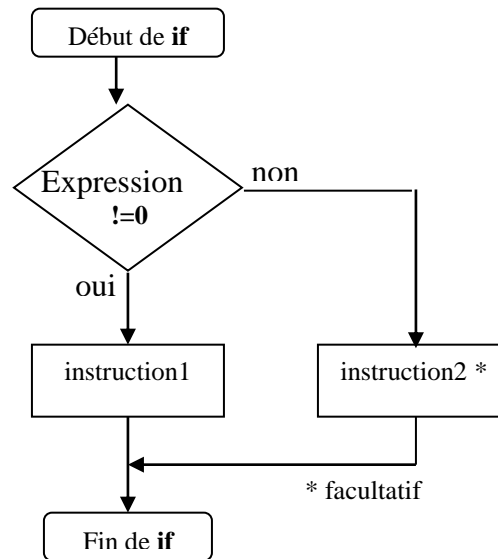 Début de if
Expression
!=0
non
oui
instruction1
instruction2 *
* facultatif
Fin de if